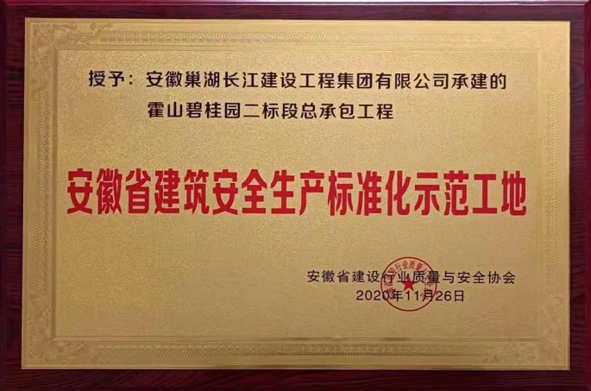 授予：安徽巢湖长江建设工程集团有限公司承建的
霍山碧桂园二标段总承包工程
安徽省建筑安全生产标准化示范工地
安徽省建设行业质量与安全协会
2020年11月26日